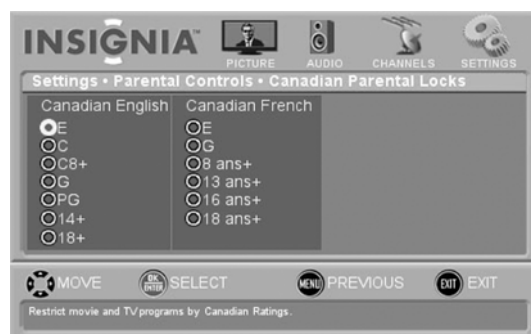 INSIGNIA™
PICTURE AUDIO CHANNELS SETTINGS
Settings • Parental Controls • Canadian Parental Locks
Canadian English
E
C
C8+
G
PG
14+
18+
Canadian French
E
G
8 ans+
13 ans+
16 ans+
18 ans+
MOVE OK ENTER SELECT MENU PREVIOUS EXIT EXIT
Restrict movie and TV programs by Canadian Ratings.